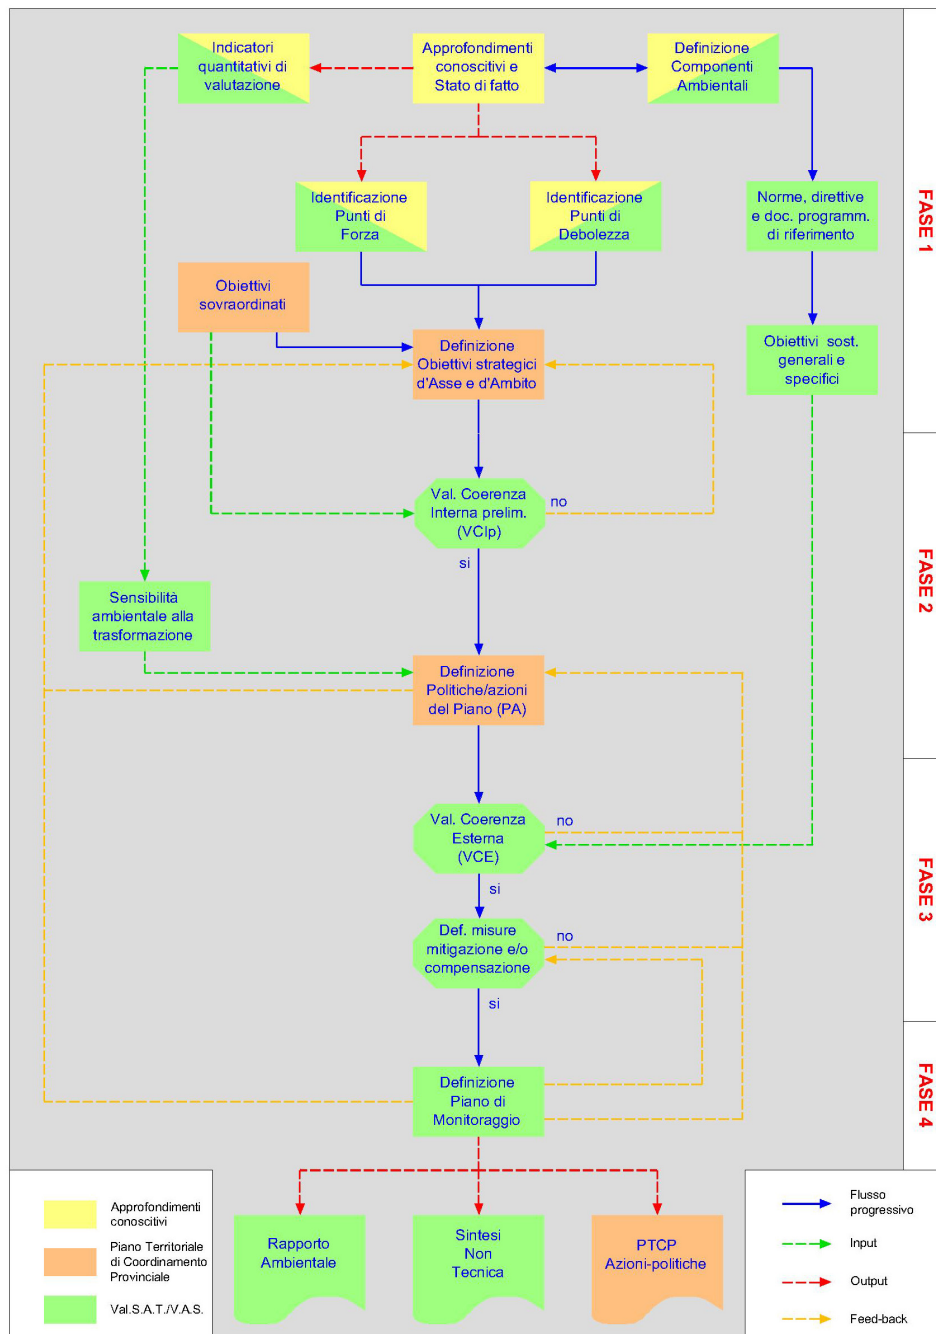 Indicatori
quantitativi di
valutazione
Approfondimenti
conoscitivi e
Stato di fatto
Definizione
Componenti
Ambientali
Identificazione
Punti di
Forza
Identificazione
Punti di
Debolezza
Norme, direttive
e doc. programm.
di riferimento
FASE 1
Obiettivi
sovraordinati
Definizione
Obiettivi strategici
d'Asse e d'Ambito
Obiettivi sost.
generali e
specifici
Val. Coerenza
Interna prelim.
(VCIp)
no
si
FASE 2
Sensibilità
ambientale alla
trasformazione
Definizione
Politiche/azioni
del Piano (PA)
Val. Coerenza
Esterna
(VCE)
no
si
FASE 3
Def. misure
mitigazione e/o
compensazione
no
si
Definizione
Piano di
Monitoraggio
FASE 4
Rapporto
Ambientale
Sintesi
Non
Tecnica
PTCP
Azioni-politiche
Approfondimenti
conoscitivi
Piano Territoriale
di Coordinamento
Provinciale
Val.S.A.T./V.A.S.
Flusso
progressivo
Input
Output
Feed-back